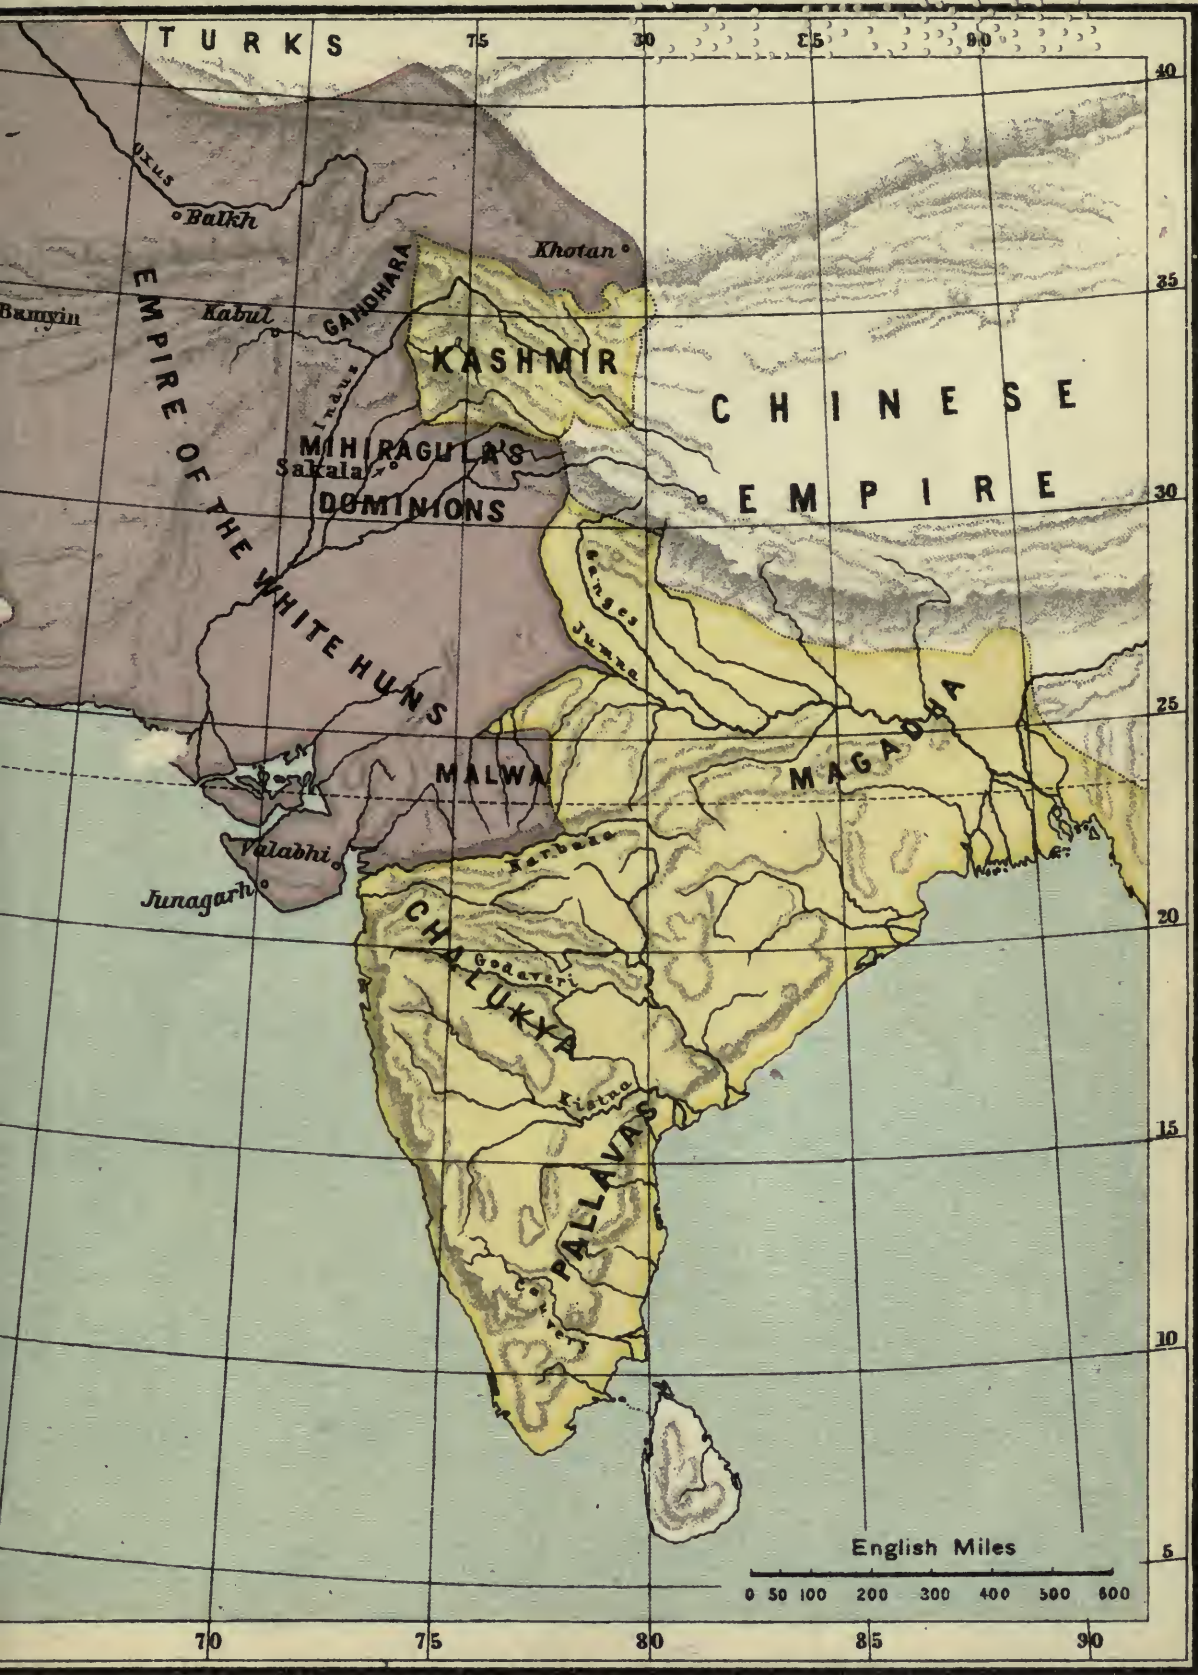 TURKS
75 80 85 90
40
Oxus
Balkh
Khotan
GANDHARA
35
EMPIRE OF THE WHITE HUNS
Bamyin
Kabul
KASHMIR
Indus
CHINESE
EMPIRE
MIHIRAGULA'S
Sakala
DOMINIONS
30
Ganges
Jumna
25
MAGADHA
MALWA
Narbada
Valabhi
Junagarh
CHALUKYA
20
Godaveri
Kistna
PALLAVAS
15
Cauvery
10
English Miles
0 50 100 200 300 400 500 600
5
70 75 80 85 90